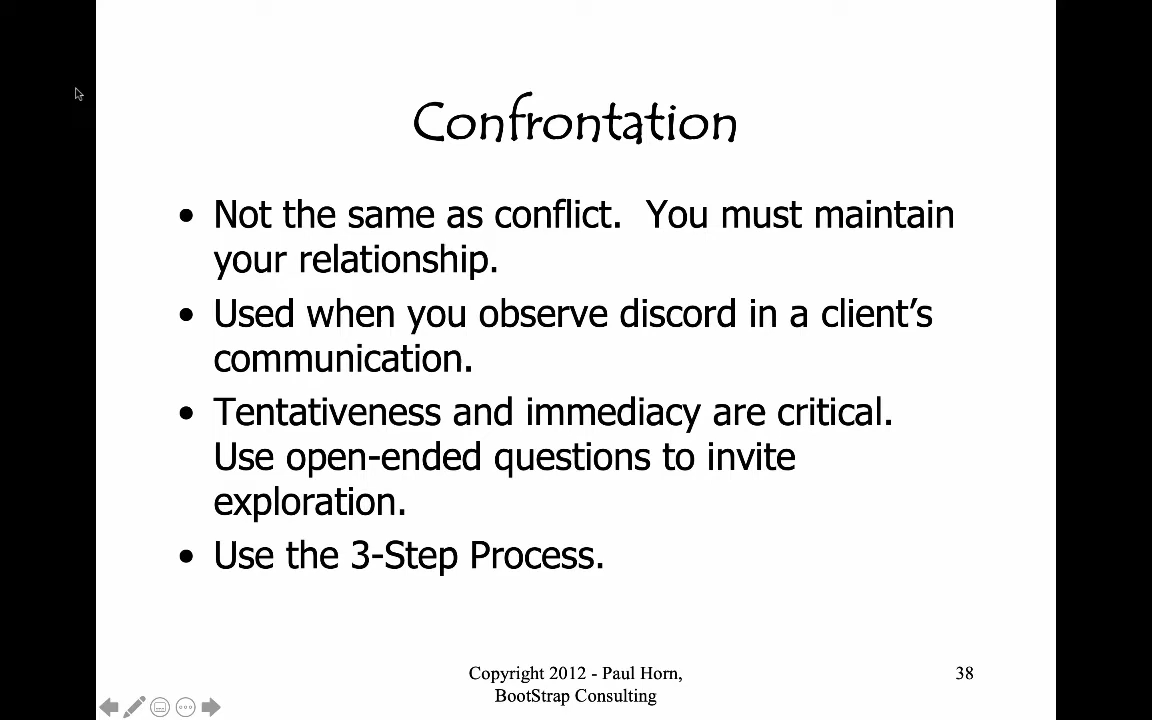 Confrontation
• Not the same as conflict.  You must maintain
your relationship.
• Used when you observe discord in a client’s
communication.
• Tentativeness and immediacy are critical.
Use open-ended questions to invite
exploration.
• Use the 3-Step Process.
Copyright 2012 - Paul Horn,
BootStrap Consulting
38